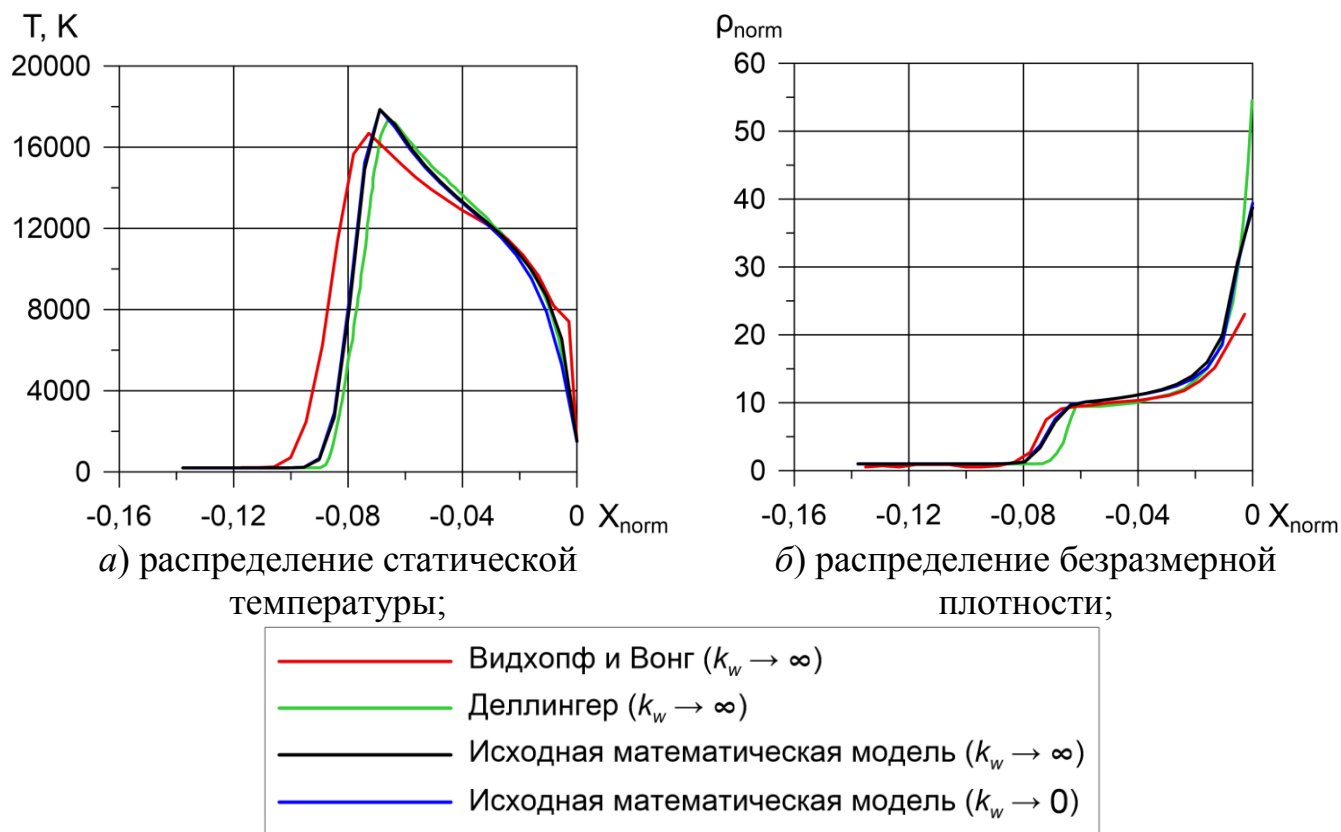 T, K
20000
16000
12000
8000
4000
0
-0,16
-0,12
-0,08
-0,04
0
X_norm
а) распределение статической
температуры;
ρ_norm
60
50
40
30
20
10
0
-0,16
-0,12
-0,08
-0,04
0
X_norm
б) распределение безразмерной
плотности;
Видхопф и Вонг (k_w → ∞)
Деллингер (k_w → ∞)
Исходная математическая модель (k_w → ∞)
Исходная математическая модель (k_w → 0)